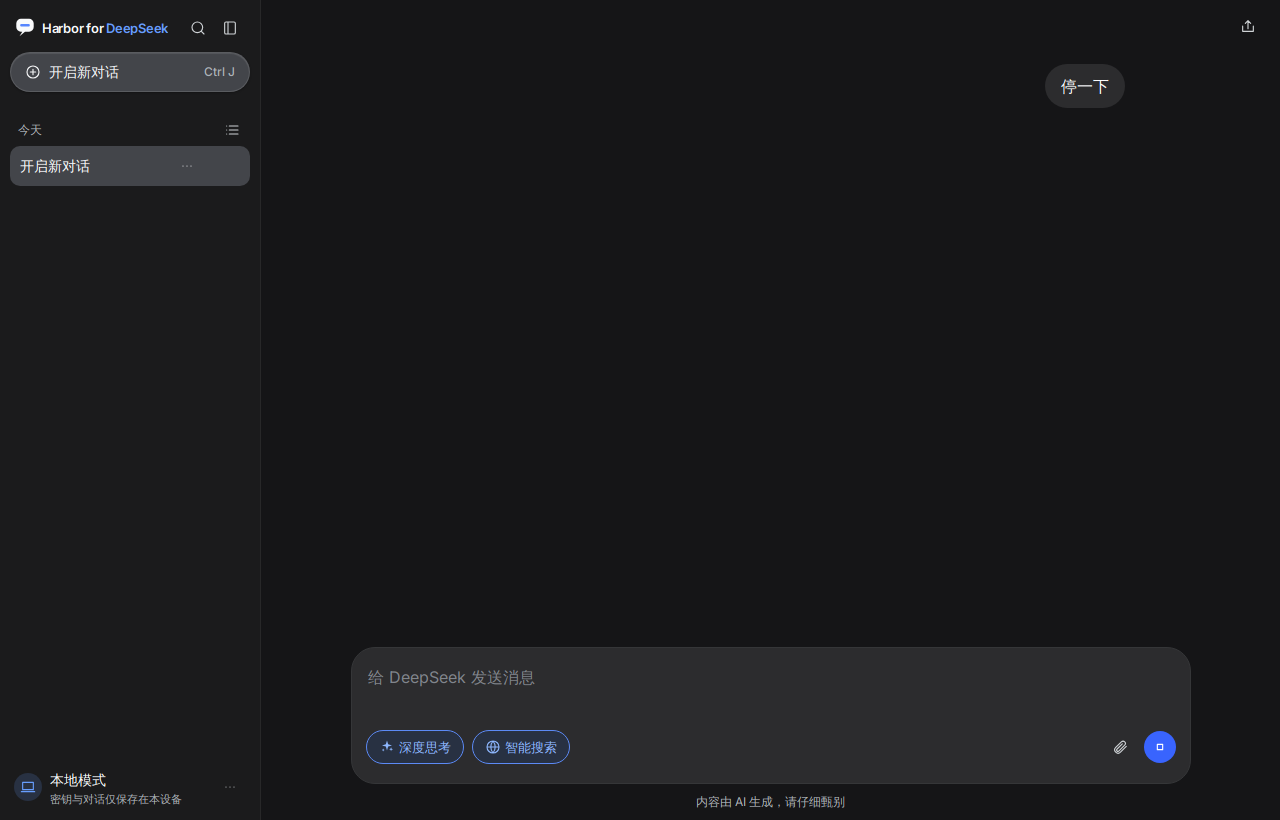 Harbor for DeepSeek
开启新对话 Ctrl J
今天
开启新对话
停一下
给 DeepSeek 发送消息
深度思考 智能搜索
本地模式
密钥与对话仅保存在本设备
内容由 AI 生成，请仔细甄别